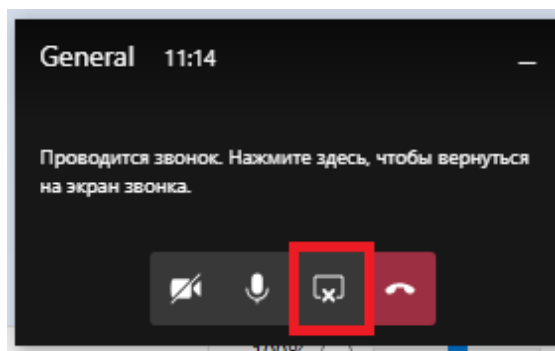 General 11:14
Проводится звонок. Нажмите здесь, чтобы вернуться
на экран звонка.